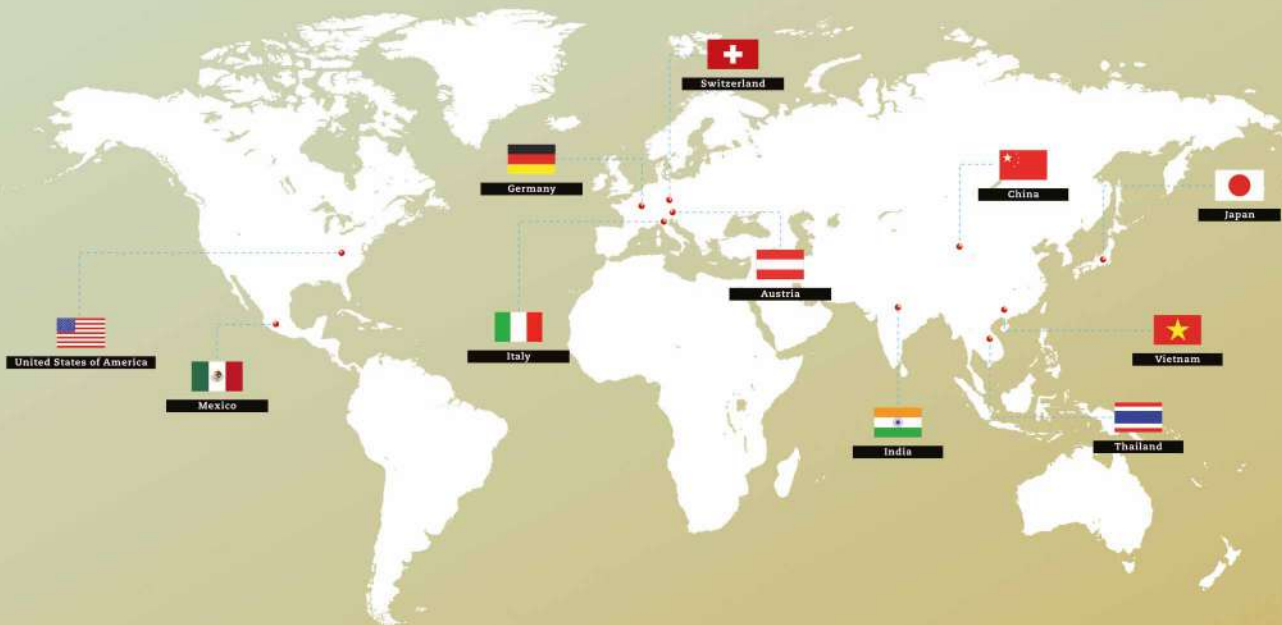 Switzerland
Germany
China
Japan
Austria
United States of America
Italy
Vietnam
Mexico
Thailand
India